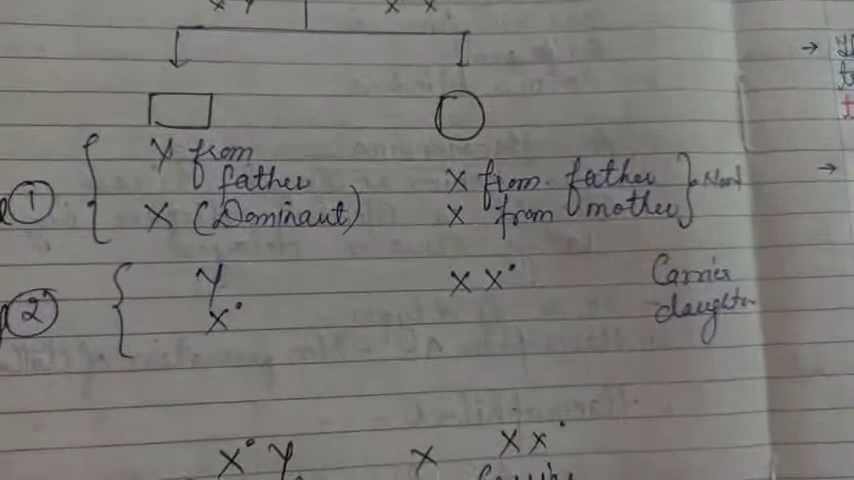 ① Y from
father
X (Dominant)
X from father
X from mother
② Y
X°
X X°
Carrier
daughter
X° Y X X X°